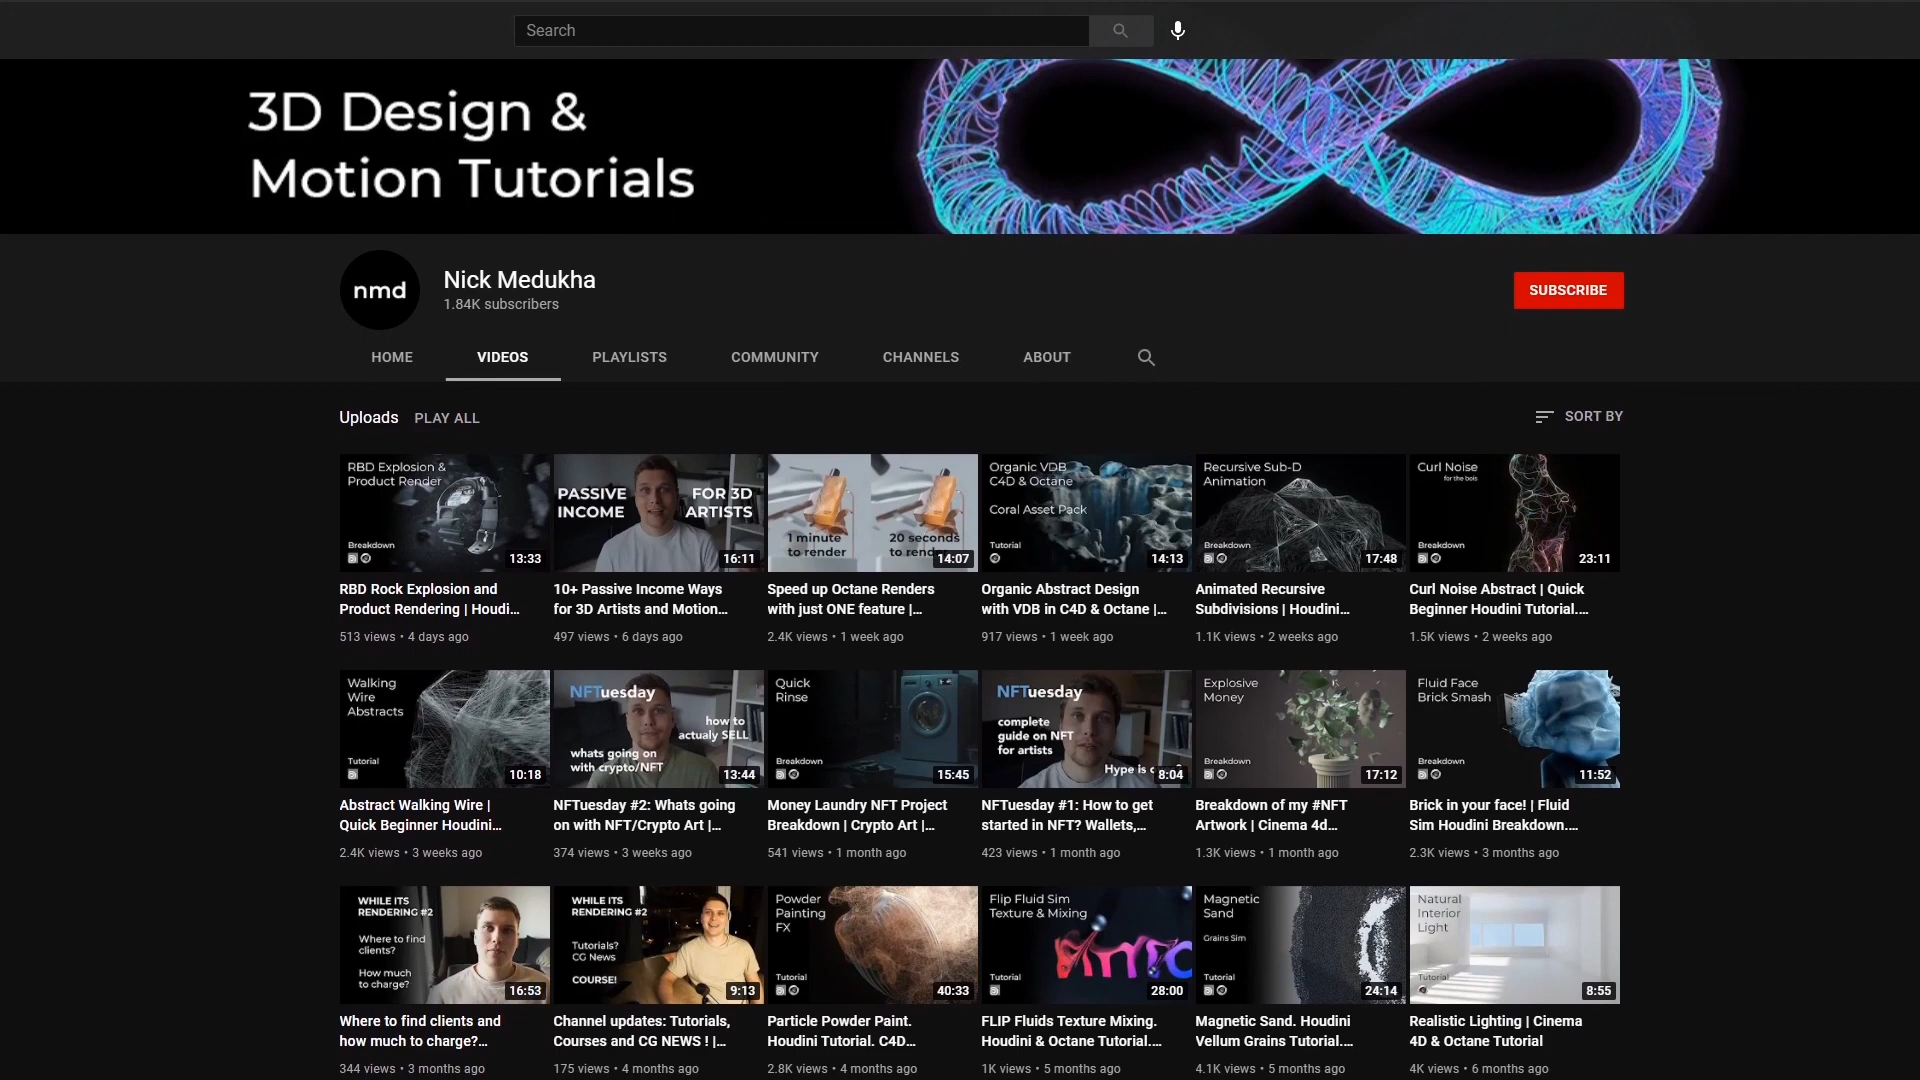 Search
3D Design &
Motion Tutorials
nmd
Nick Medukha
1.84K subscribers
SUBSCRIBE
HOME
VIDEOS
PLAYLISTS
COMMUNITY
CHANNELS
ABOUT
Uploads
PLAY ALL
SORT BY
RBD Explosion &
Product Render
Breakdown
13:33
RBD Rock Explosion and
Product Rendering | Houdi...
513 views • 4 days ago
PASSIVE
INCOME
FOR 3D
ARTISTS
16:11
10+ Passive Income Ways
for 3D Artists and Motion...
497 views • 6 days ago
1 minute
to render
20 seconds
to rend
14:07
Speed up Octane Renders
with just ONE feature |...
2.4K views • 1 week ago
Organic VDB
C4D & Octane
Coral Asset Pack
Tutorial
14:13
Organic Abstract Design
with VDB in C4D & Octane |...
917 views • 1 week ago
Recursive Sub-D
Animation
Breakdown
17:48
Animated Recursive
Subdivisions | Houdini...
1.1K views • 2 weeks ago
Curl Noise
for the bois
Breakdown
23:11
Curl Noise Abstract | Quick
Beginner Houdini Tutorial....
1.5K views • 2 weeks ago
Walking
Wire
Abstracts
Tutorial
10:18
Abstract Walking Wire |
Quick Beginner Houdini...
2.4K views • 3 weeks ago
NFTuesday
how to
actualy SELL
whats going on
with crypto/NFT
13:44
NFTuesday #2: Whats going
on with NFT/Crypto Art |...
374 views • 3 weeks ago
Quick
Rinse
Breakdown
15:45
Money Laundry NFT Project
Breakdown | Crypto Art |...
541 views • 1 month ago
NFTuesday
complete
guide on NFT
for artists
Hype is
8:04
NFTuesday #1: How to get
started in NFT? Wallets,...
423 views • 1 month ago
Explosive
Money
Breakdown
17:12
Breakdown of my #NFT
Artwork | Cinema 4d...
1.3K views • 1 month ago
Fluid Face
Brick Smash
Breakdown
11:52
Brick in your face! | Fluid
Sim Houdini Breakdown....
2.3K views • 3 months ago
WHILE ITS
RENDERING #2
Where to find
clients?
How much
to charge?
16:53
Where to find clients and
how much to charge?...
344 views • 3 months ago
WHILE ITS
RENDERING #2
Tutorials?
CG News
COURSE!
9:13
Channel updates: Tutorials,
Courses and CG NEWS ! |...
175 views • 4 months ago
Powder
Painting
FX
Tutorial
40:33
Particle Powder Paint.
Houdini Tutorial. C4D...
2.8K views • 4 months ago
Flip Fluid Sim
Texture & Mixing
Tutorial
28:00
FLIP Fluids Texture Mixing.
Houdini & Octane Tutorial....
1K views • 5 months ago
Magnetic
Sand
Grains Sim
Tutorial
24:14
Magnetic Sand. Houdini
Vellum Grains Tutorial....
4.1K views • 5 months ago
Natural
Interior
Light
Tutorial
8:55
Realistic Lighting | Cinema
4D & Octane Tutorial
4K views • 6 months ago